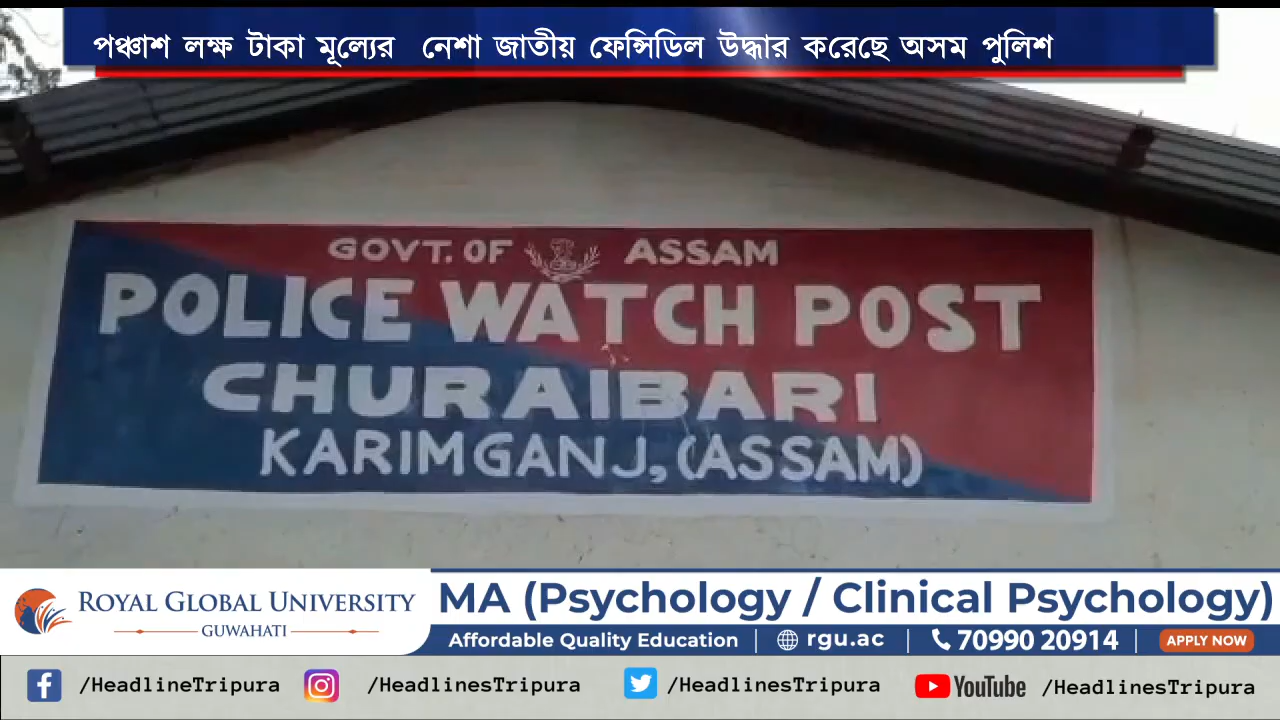 পঞ্চাশ লক্ষ টাকা মূল্যের নেশা জাতীয় ফেন্সিডিল উদ্ধার করেছে অসম পুলিশ
GOVT. OF ASSAM
POLICE WATCH POST
CHURAIBARI
KARIMGANJ, (ASSAM)
ROYAL GLOBAL UNIVERSITY
GUWAHATI
MA (Psychology / Clinical Psychology)
Affordable Quality Education | rgu.ac | 70990 20914 | APPLY NOW
/HeadlineTripura /HeadlinesTripura /HeadlinesTripura YouTube /HeadlinesTripura